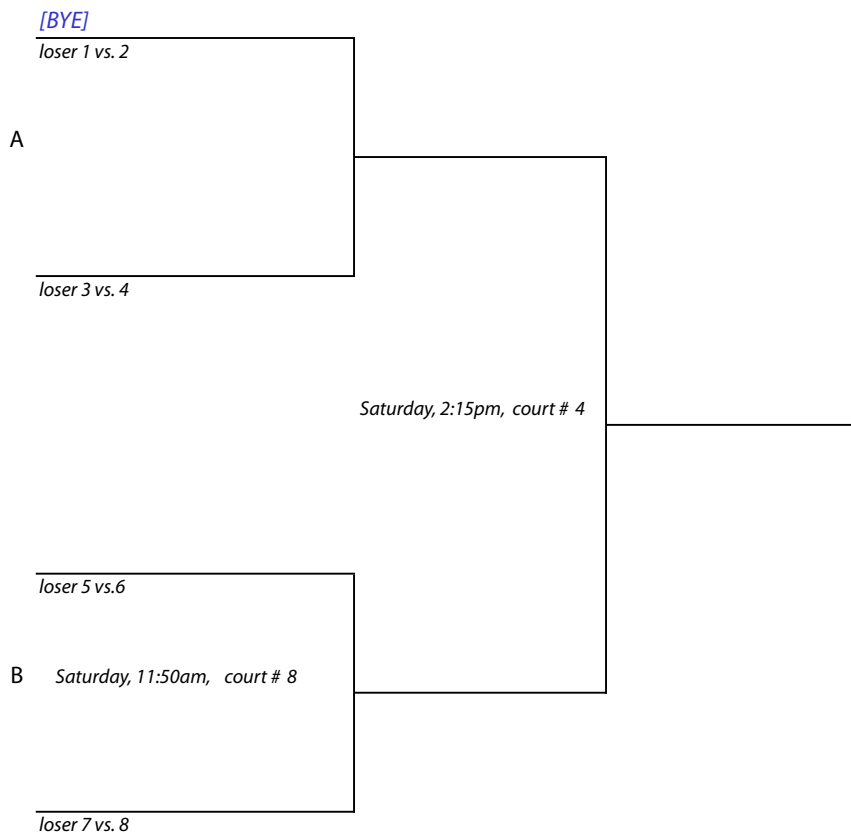 [BYE]
loser 1 vs. 2
A
loser 3 vs. 4
Saturday, 2:15pm, court # 4
loser 5 vs.6
B Saturday, 11:50am, court # 8
loser 7 vs. 8